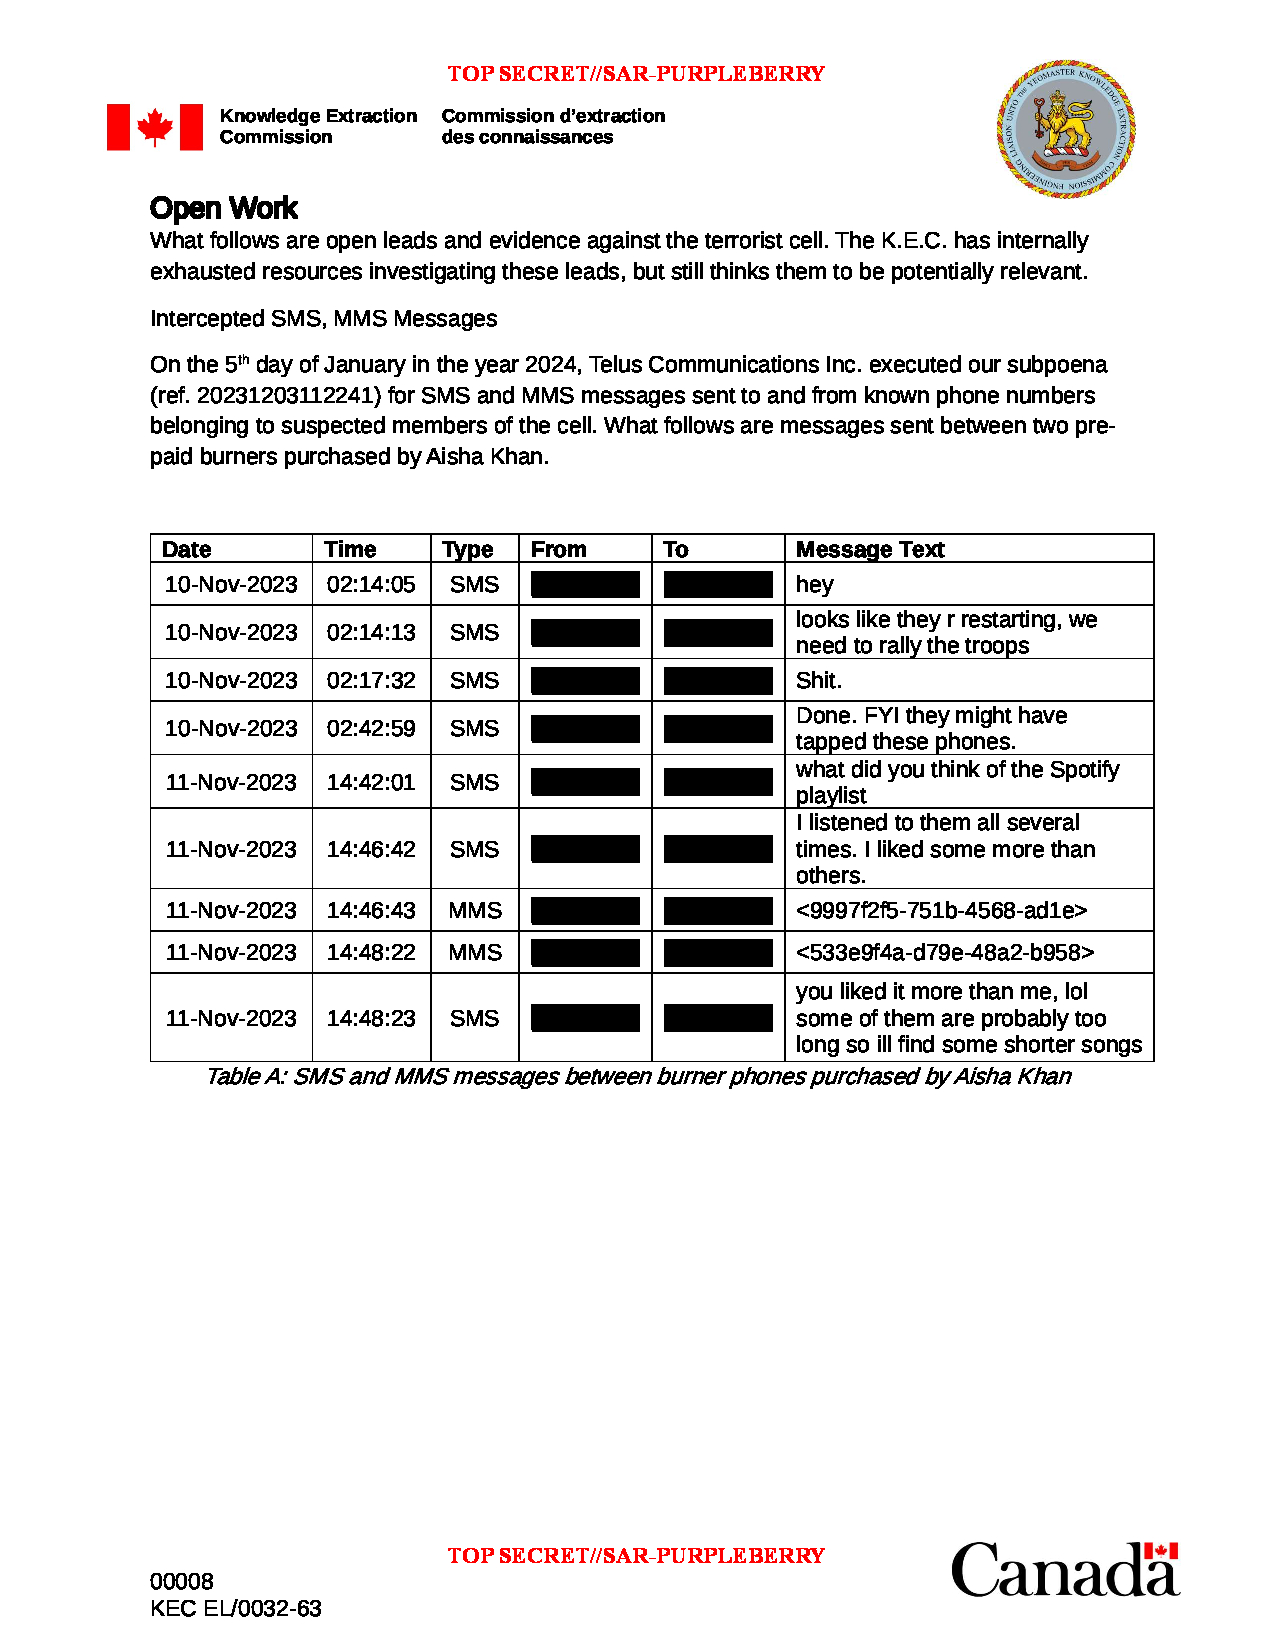 TOP SECRET//SAR-PURPLEBERRY
Knowledge Extraction Commission d'extraction
Commission des connaissances
ENGINEERING LIAISON UNTO THE YEOMASTER KNOWLEDGE EXTRACTION COMMISSION
Open Work
What follows are open leads and evidence against the terrorist cell. The K.E.C. has internally
exhausted resources investigating these leads, but still thinks them to be potentially relevant.
Intercepted SMS, MMS Messages
On the 5th day of January in the year 2024, Telus Communications Inc. executed our subpoena
(ref. 20231203112241) for SMS and MMS messages sent to and from known phone numbers
belonging to suspected members of the cell. What follows are messages sent between two pre-
paid burners purchased by Aisha Khan.
Date Time Type From To Message Text
10-Nov-2023 02:14:05 SMS hey
10-Nov-2023 02:14:13 SMS looks like they r restarting, we
need to rally the troops
10-Nov-2023 02:17:32 SMS Shit.
10-Nov-2023 02:42:59 SMS Done. FYI they might have
tapped these phones.
11-Nov-2023 14:42:01 SMS what did you think of the Spotify
playlist
11-Nov-2023 14:46:42 SMS I listened to them all several
times. I liked some more than
others.
11-Nov-2023 14:46:43 MMS <9997f2f5-751b-4568-ad1e>
11-Nov-2023 14:48:22 MMS <533e9f4a-d79e-48a2-b958>
11-Nov-2023 14:48:23 SMS you liked it more than me, lol
some of them are probably too
long so ill find some shorter songs
Table A: SMS and MMS messages between burner phones purchased by Aisha Khan
TOP SECRET//SAR-PURPLEBERRY
Canada
00008
KEC EL/0032-63